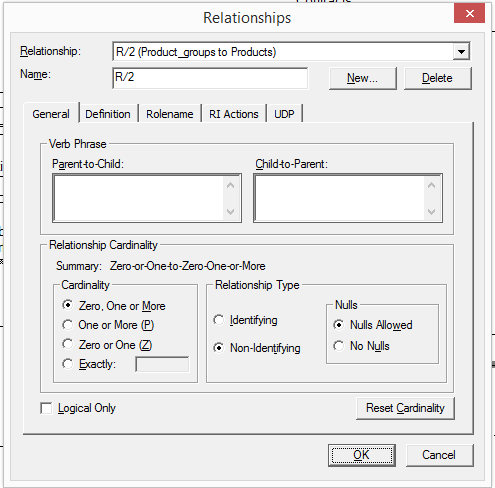 Relationships
Relationship:
R/2 (Product_groups to Products)
Name:
R/2
New...
Delete
General
Definition
Rolename
RI Actions
UDP
Verb Phrase
Parent-to-Child:
Child-to-Parent:
Relationship Cardinality
Summary: Zero-or-One-to-Zero-One-or-More
Cardinality
Relationship Type
Zero, One or More
One or More (P)
Zero or One (Z)
Exactly:
Identifying
Non-Identifying
Nulls
Nulls Allowed
No Nulls
Logical Only
Reset Cardinality
OK
Cancel